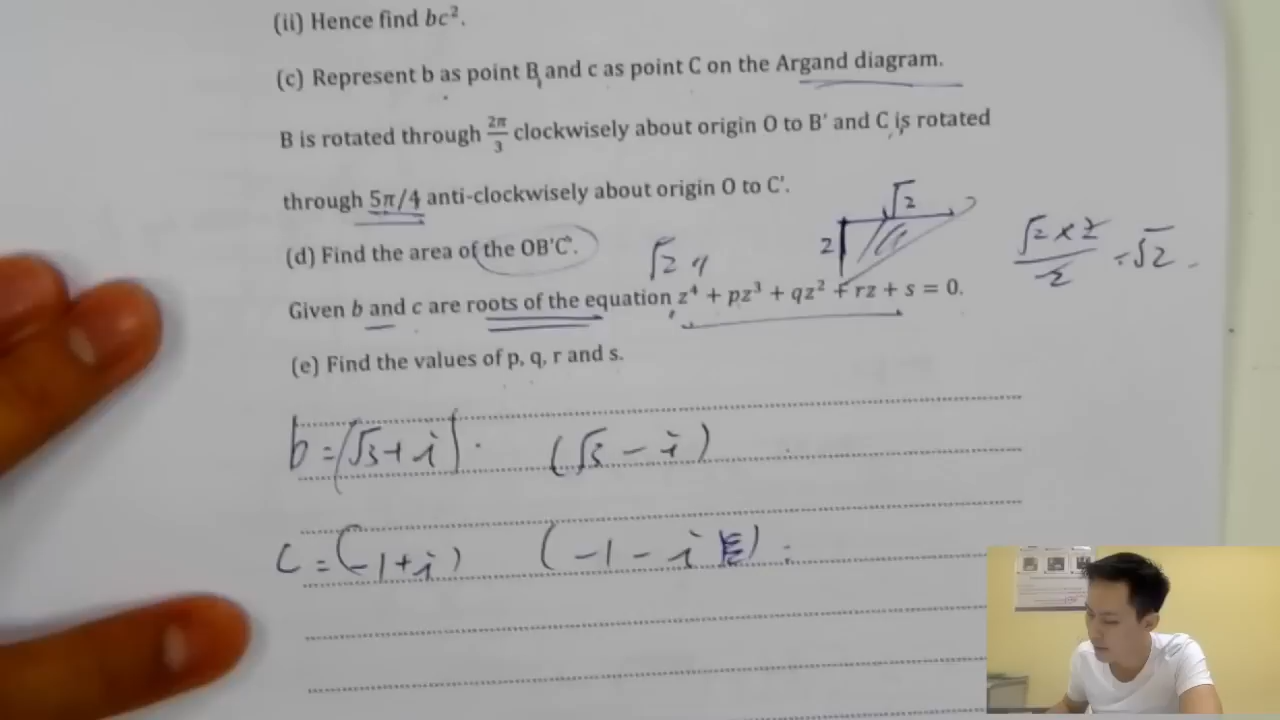 (ii) Hence find bc².
(c) Represent b as point B and c as point C on the Argand diagram.
B is rotated through 2π/3 clockwisely about origin O to B' and C is rotated
through 5π/4 anti-clockwisely about origin O to C'.
√2
2
√2 × 2 / 2 = √2
(d) Find the area of the OB'C'.
√2
Given b and c are roots of the equation z⁴ + pz³ + qz² + rz + s = 0.
(e) Find the values of p, q, r and s.
b = (√3 + i) (√3 − i)
c = (−1 + i) (−1 − i)